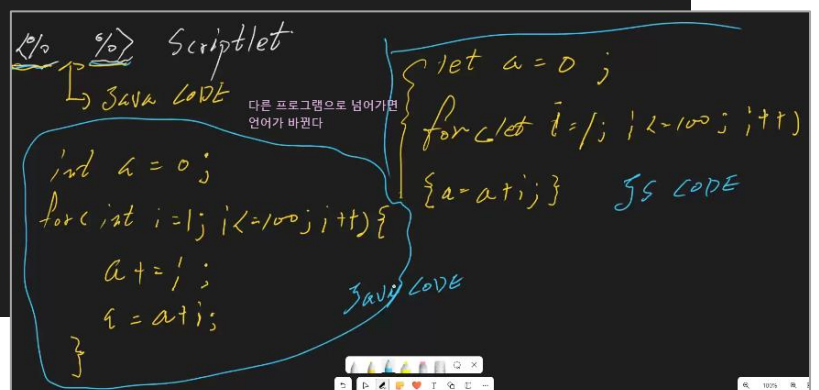 <% %> Scriptlet
Java CODE
다른 프로그램으로 넘어가면
언어가 바뀐다
int a = 0 ;
for ( int i = 1; i <= 100; i++) {
a += i ;
a = a+i;
}
Java CODE
let a = 0 ;
for (let i = 1; i <= 100; i++)
{a = a+i;}
JS CODE
100%